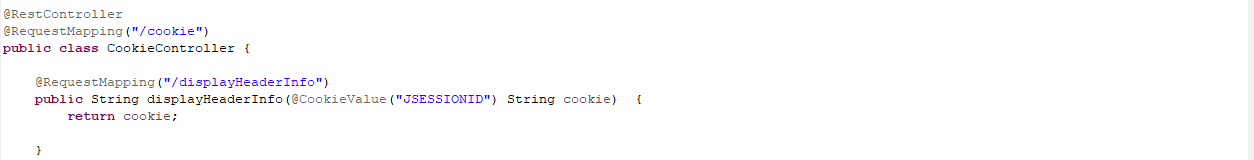 @RestController
@RequestMapping("/cookie")
public class CookieController {
@RequestMapping("/displayHeaderInfo")
public String displayHeaderInfo(@CookieValue("JSESSIONID") String cookie)  {
return cookie;
}